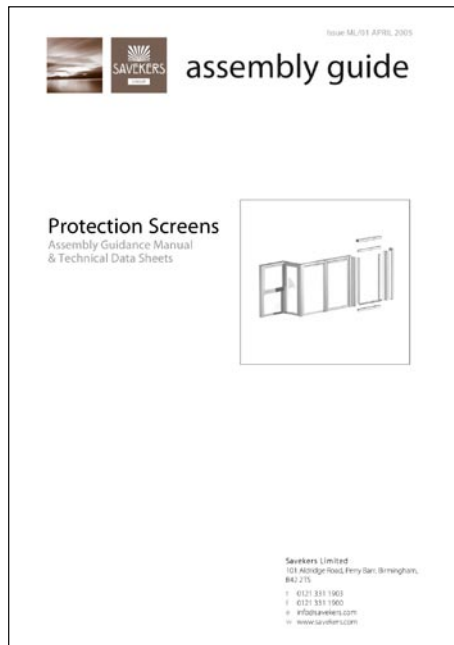 Issue ML/01 APRIL 2005
SAVEKERS
assembly guide
Protection Screens
Assembly Guidance Manual
& Technical Data Sheets
Savekers Limited
101 Aldridge Road, Perry Barr, Birmingham,
B42 2TS
t 0121 331 1903
f 0121 331 1900
e info@savekers.com
w www.savekers.com